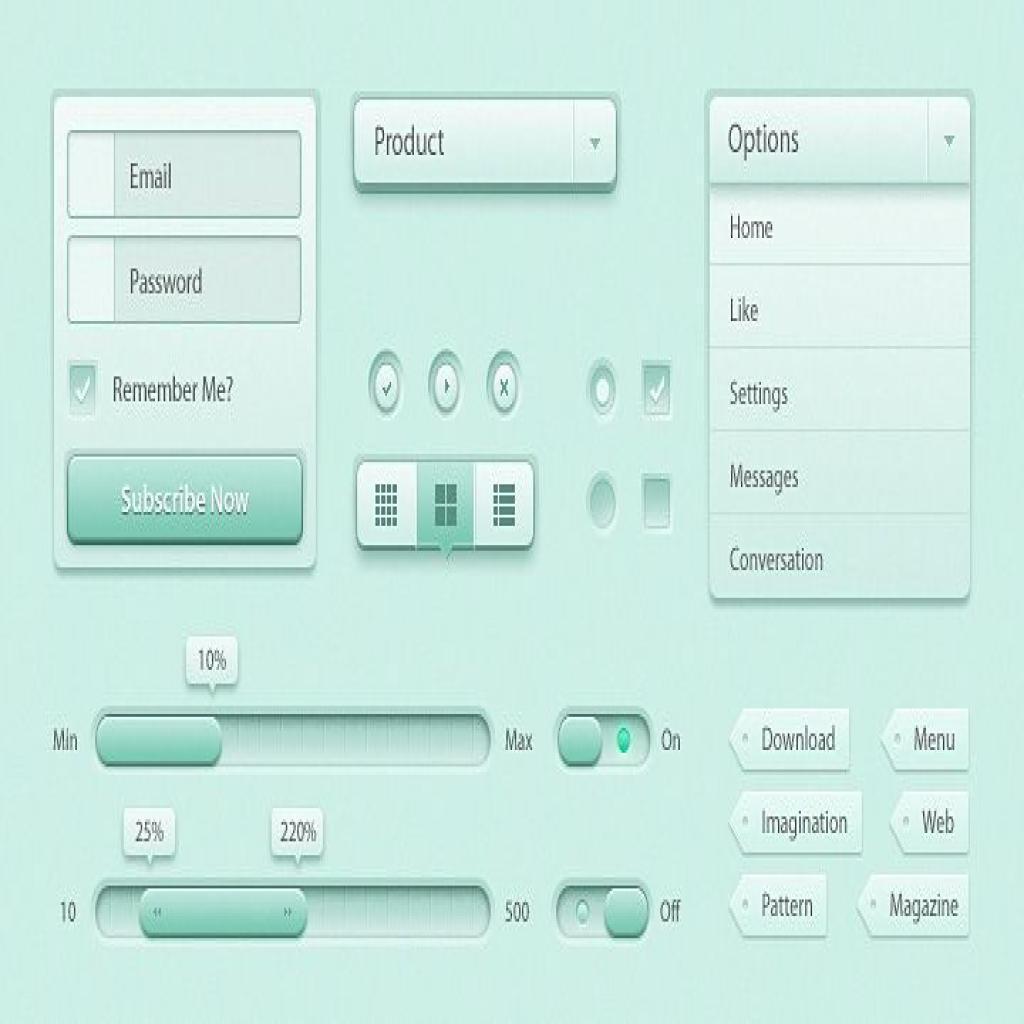 Email
Password
Remember Me?
Subscribe Now
Product
Options
Home
Like
Settings
Messages
Conversation
10%
Min
Max
On
25%
220%
10
500
Off
Download
Menu
Imagination
Web
Pattern
Magazine